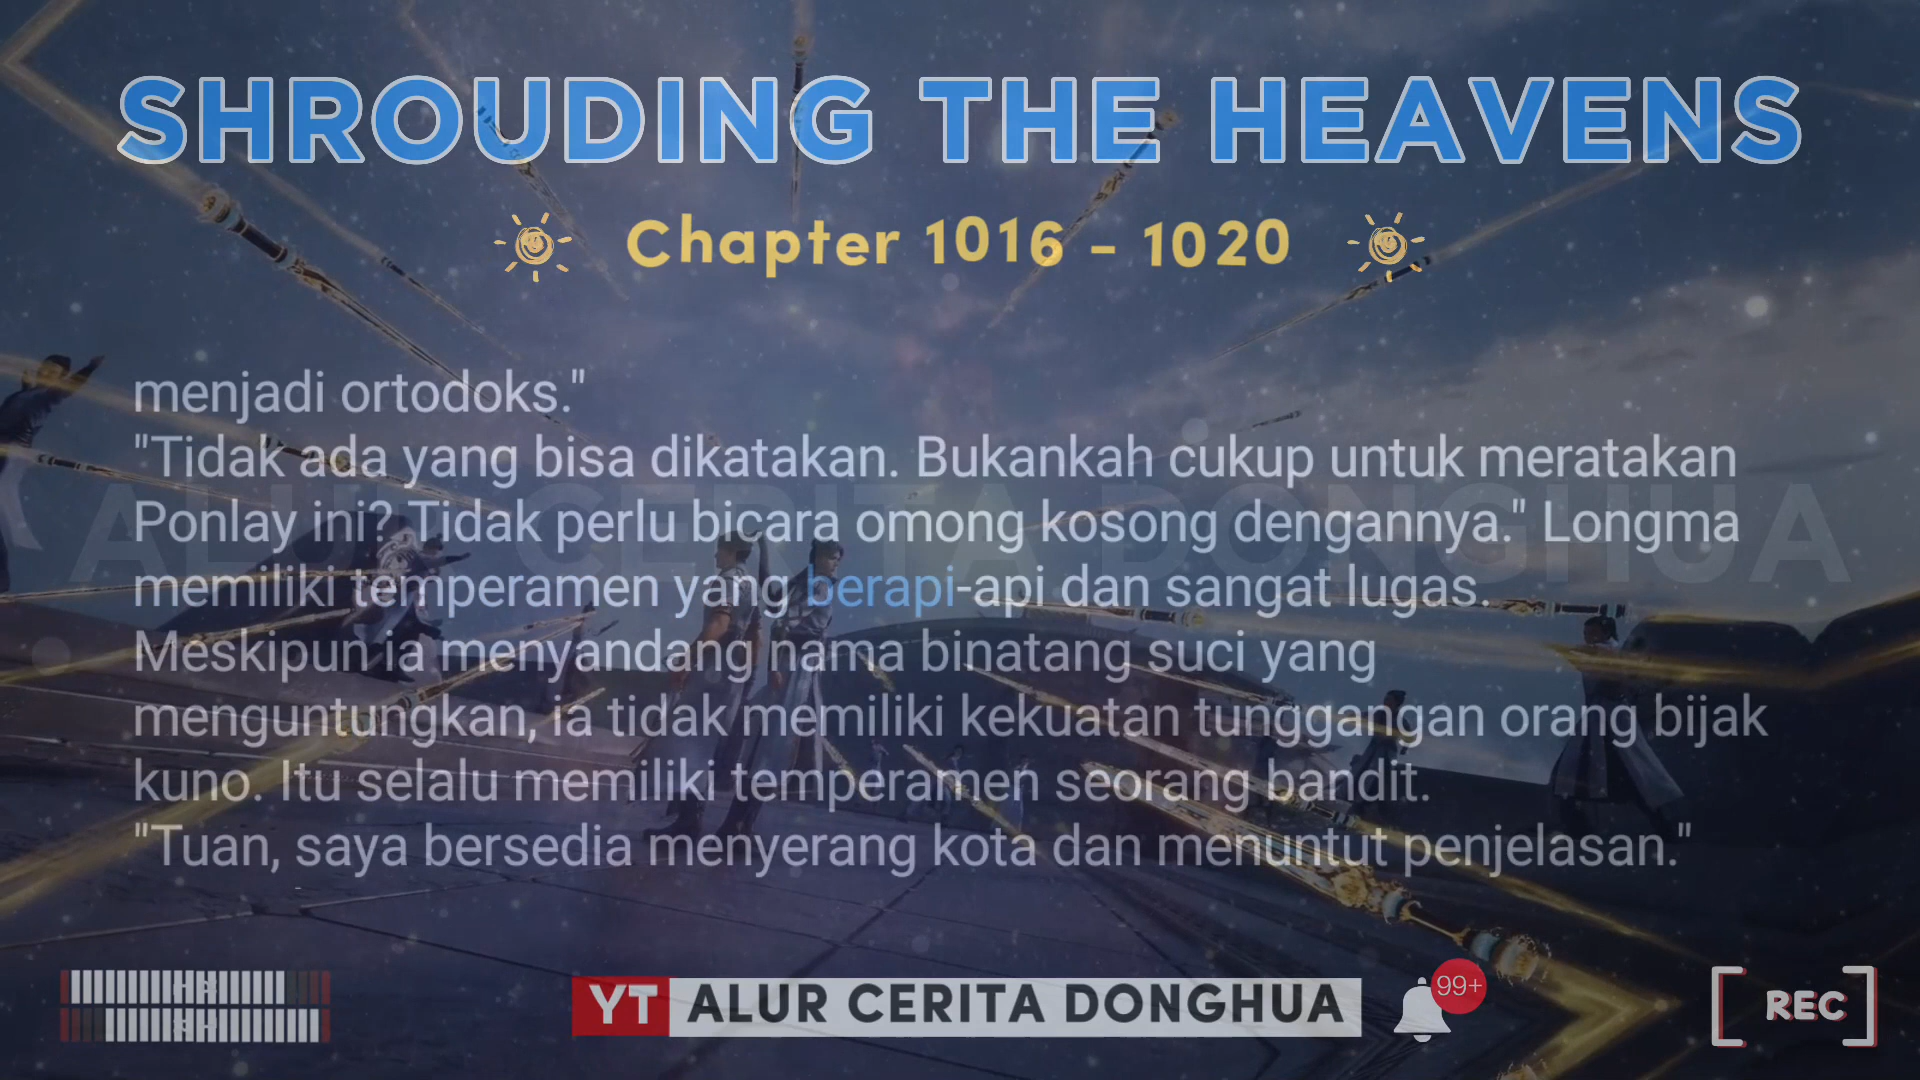 SHROUDING THE HEAVENS
Chapter 1016 - 1020
menjadi ortodoks."
"Tidak ada yang bisa dikatakan. Bukankah cukup untuk meratakan
Ponlay ini? Tidak perlu bicara omong kosong dengannya." Longma
ALUR CERITA DONGHUA
memiliki temperamen yang berapi-api dan sangat lugas.
Meskipun ia menyandang nama binatang suci yang
menguntungkan, ia tidak memiliki kekuatan tunggangan orang bijak
kuno. Itu selalu memiliki temperamen seorang bandit.
"Tuan, saya bersedia menyerang kota dan menuntut penjelasan."
YT ALUR CERITA DONGHUA
99+
REC